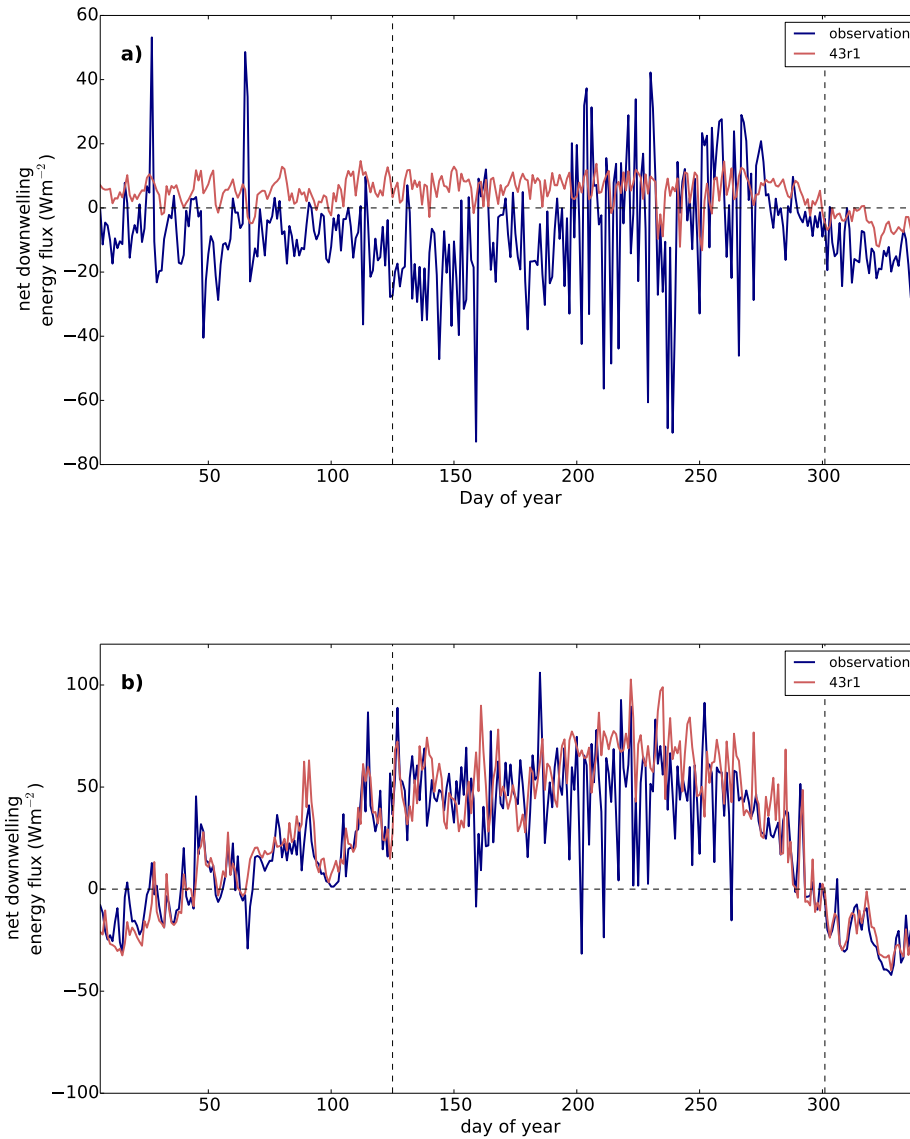 60
40
20
0
−20
−40
−60
−80
net downwelling
energy flux (Wm−2)
a)
observation
43r1
50
100
150
200
250
300
Day of year
100
50
0
−50
−100
net downwelling
energy flux (Wm−2)
b)
observation
43r1
50
100
150
200
250
300
day of year